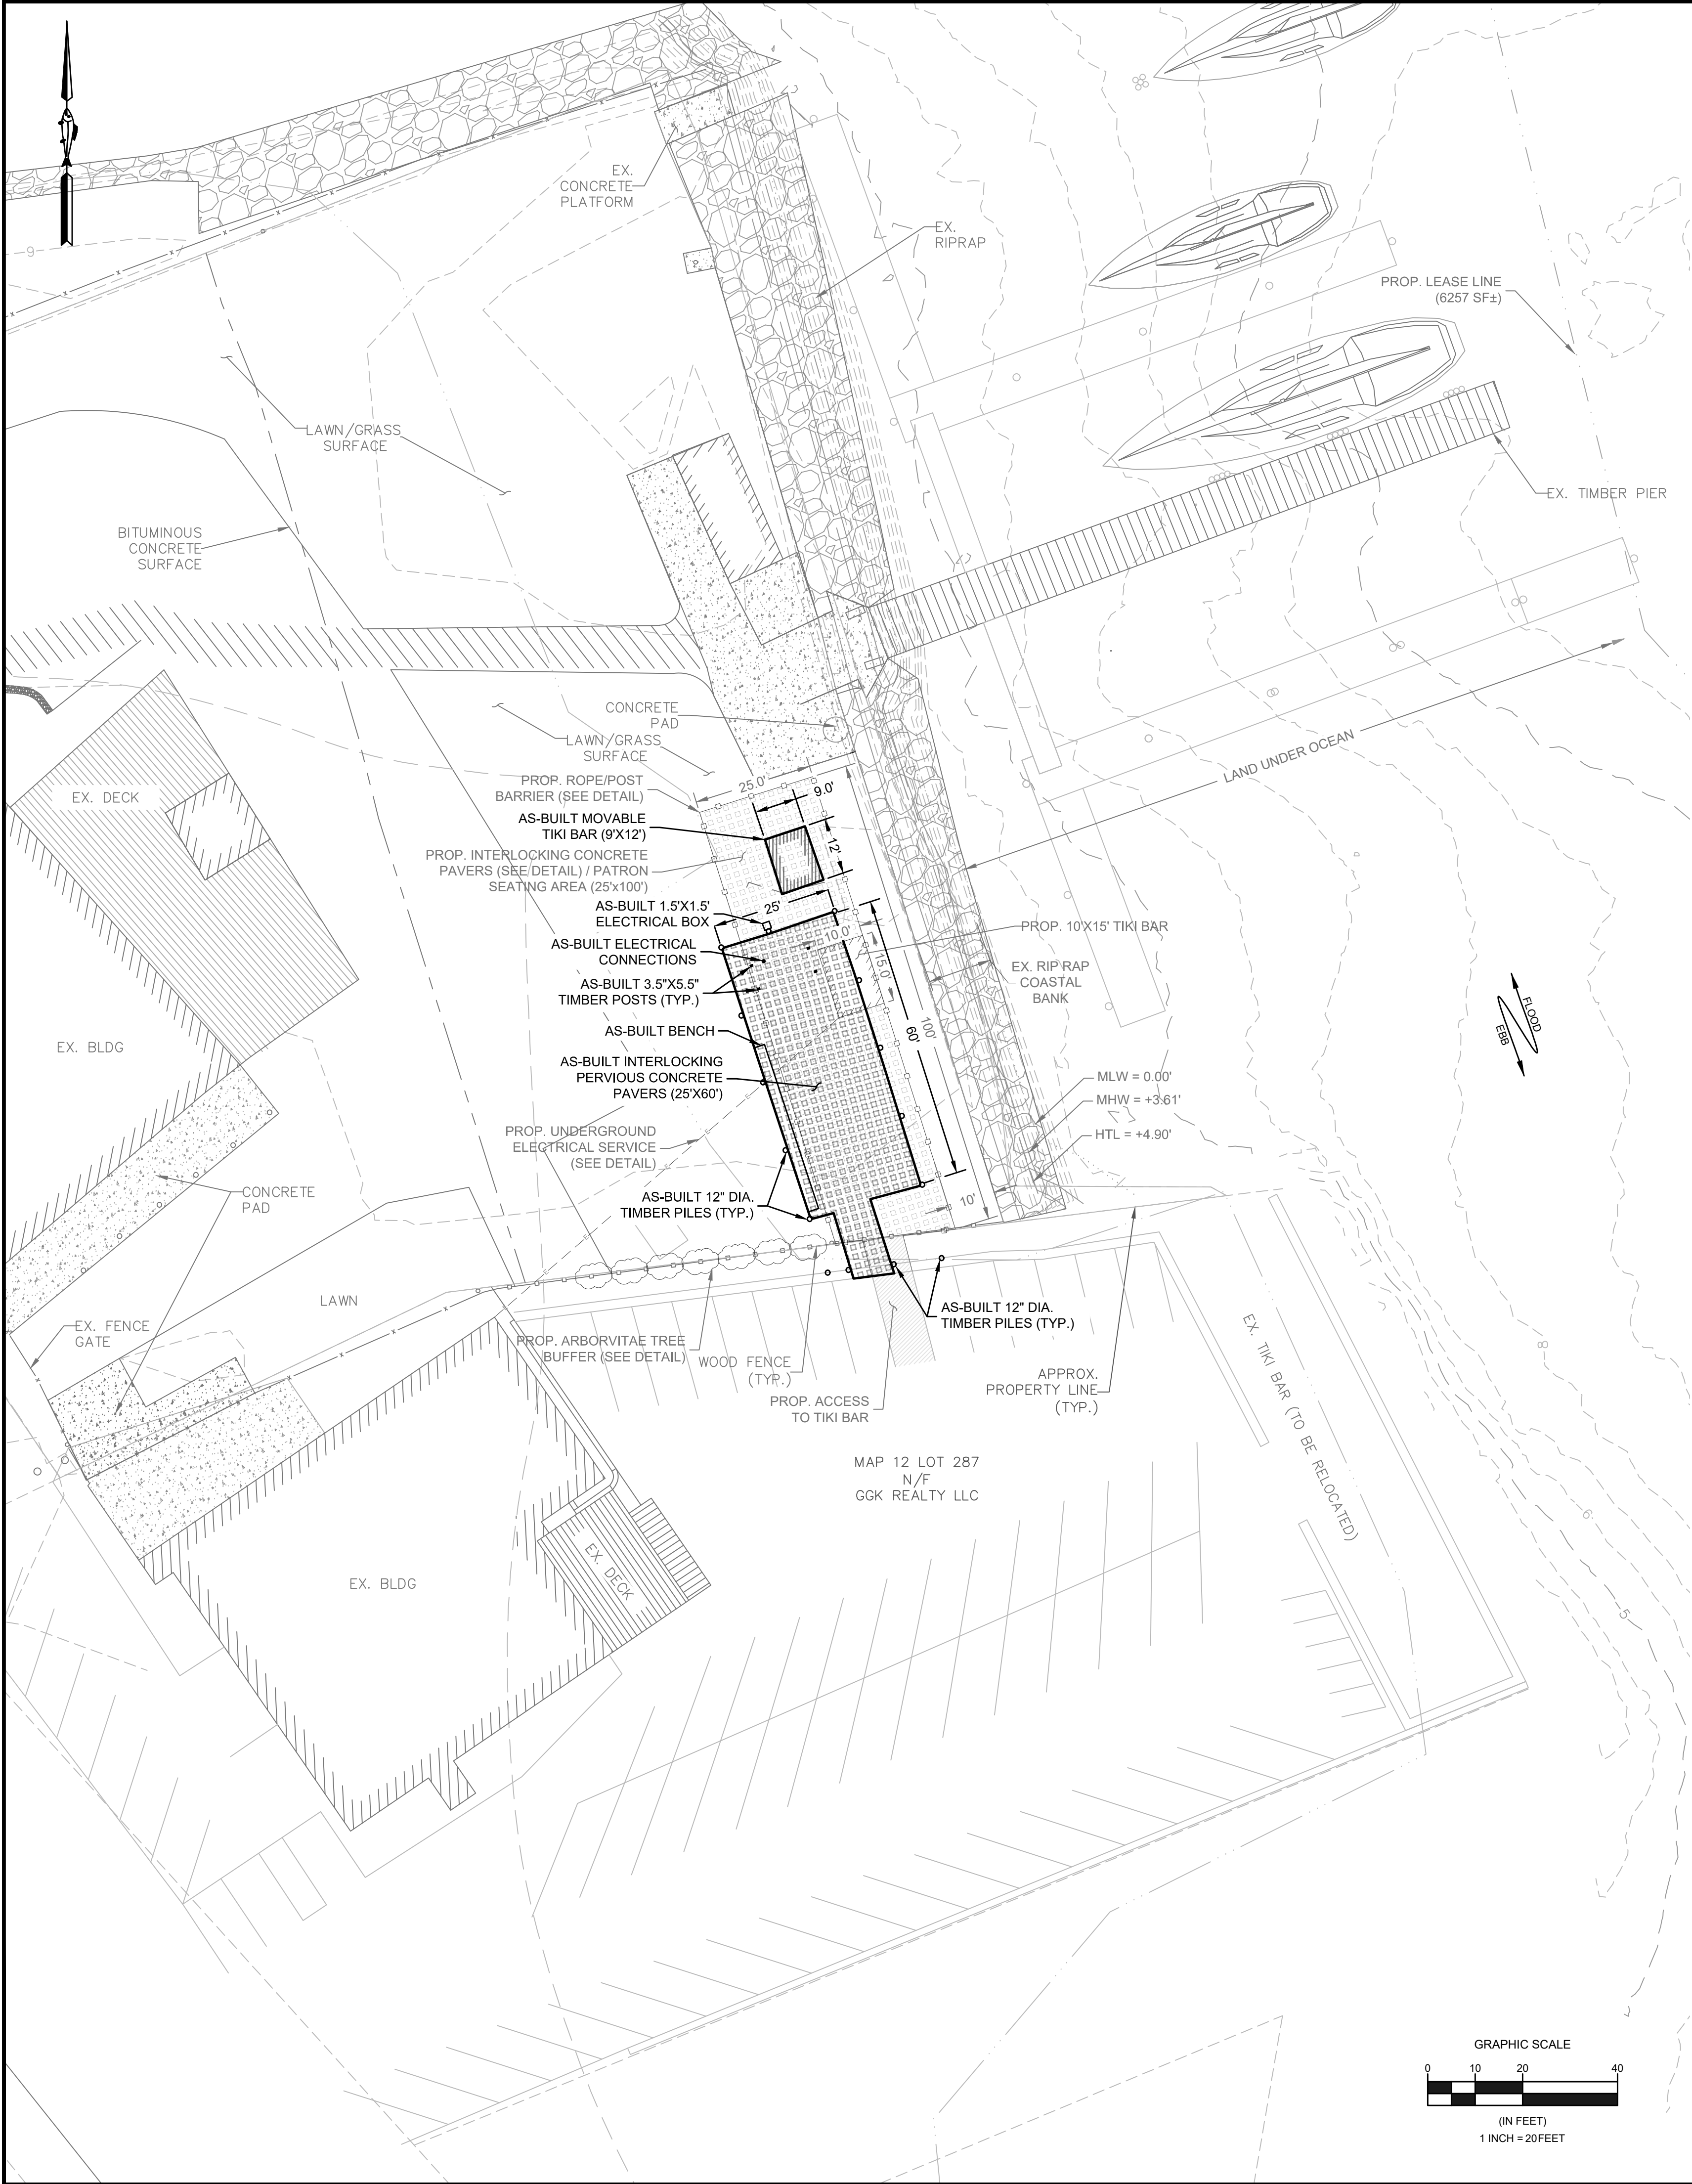 EX.
CONCRETE
PLATFORM
EX.
RIPRAP
9
PROP. LEASE LINE
(6257 SF±)
LAWN/GRASS
SURFACE
EX. TIMBER PIER
BITUMINOUS
CONCRETE
SURFACE
CONCRETE
PAD
LAWN/GRASS
SURFACE
LAND UNDER OCEAN
EX. DECK
PROP. ROPE/POST
BARRIER (SEE DETAIL)
25.0'
9.0'
AS-BUILT MOVABLE
TIKI BAR (9'X12')
12'
PROP. INTERLOCKING CONCRETE
PAVERS (SEE DETAIL) / PATRON
SEATING AREA (25'x100')
AS-BUILT 1.5'X1.5'
ELECTRICAL BOX
25'
AS-BUILT ELECTRICAL
CONNECTIONS
10.0'
15.0'
PROP. 10'X15' TIKI BAR
AS-BUILT 3.5"X5.5"
TIMBER POSTS (TYP.)
EX. RIP RAP
COASTAL
BANK
FLOOD
EBB
AS-BUILT BENCH
100'
60'
EX. BLDG
AS-BUILT INTERLOCKING
PERVIOUS CONCRETE
PAVERS (25'X60')
MLW = 0.00'
MHW = +3.61'
HTL = +4.90'
PROP. UNDERGROUND
ELECTRICAL SERVICE
(SEE DETAIL)
CONCRETE
PAD
AS-BUILT 12" DIA.
TIMBER PILES (TYP.)
10'
LAWN
EX. FENCE
GATE
AS-BUILT 12" DIA.
TIMBER PILES (TYP.)
PROP. ARBORVITAE TREE
BUFFER (SEE DETAIL)
WOOD FENCE
(TYP.)
PROP. ACCESS
TO TIKI BAR
APPROX.
PROPERTY LINE
(TYP.)
EX. TIKI BAR (TO BE RELOCATED)
8
MAP 12 LOT 287
N/F
GGK REALTY LLC
6
5
EX. BLDG
EX. DECK
GRAPHIC SCALE
0 10 20 40
(IN FEET)
1 INCH = 20FEET